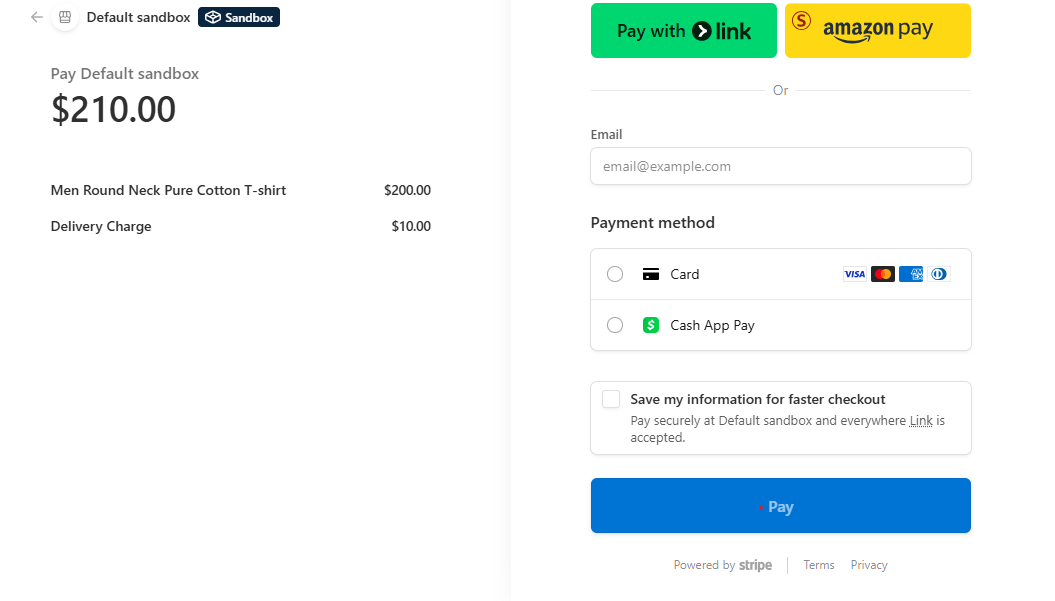 Default sandbox Sandbox
Pay Default sandbox
$210.00
Men Round Neck Pure Cotton T-shirt $200.00
Delivery Charge $10.00
Pay with link
S amazon pay
Or
Email
email@example.com
Payment method
Card VISA
$ Cash App Pay
Save my information for faster checkout
Pay securely at Default sandbox and everywhere Link is
accepted.
Pay
Powered by stripe Terms Privacy